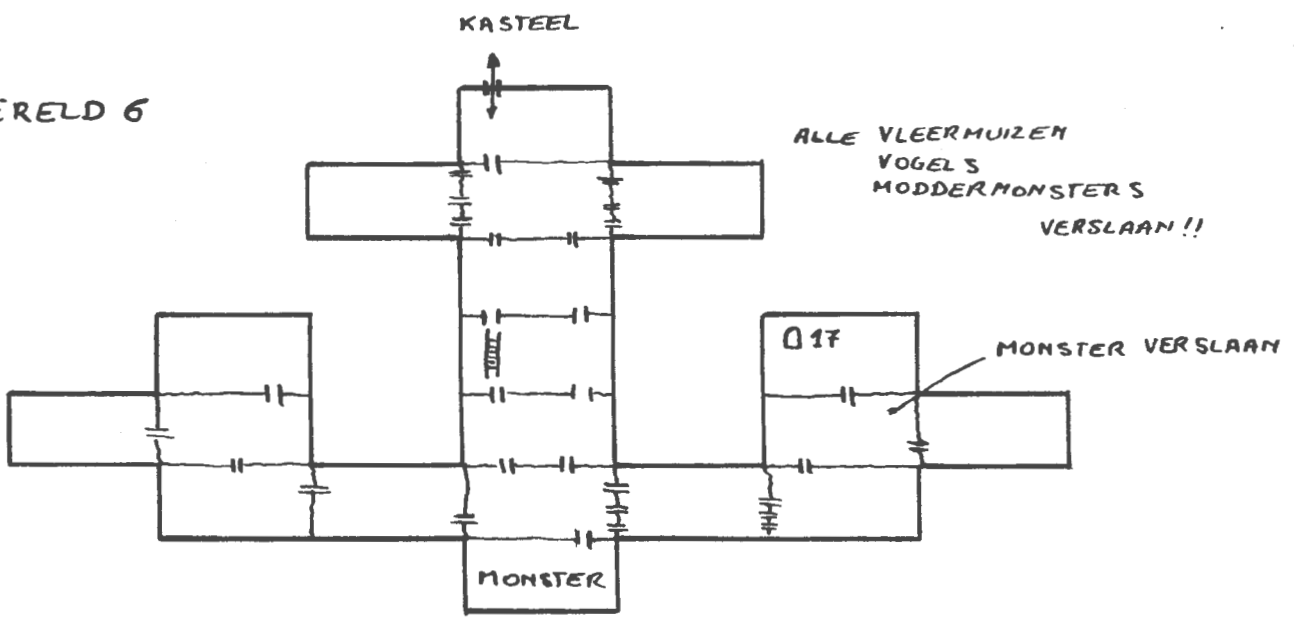 KASTEEL
ERELD 6
ALLE VLEERMUIZEN
VOGELS
MODDERMONSTERS
VERSLAAN!!
17
MONSTER VERSLAAN
MONSTER